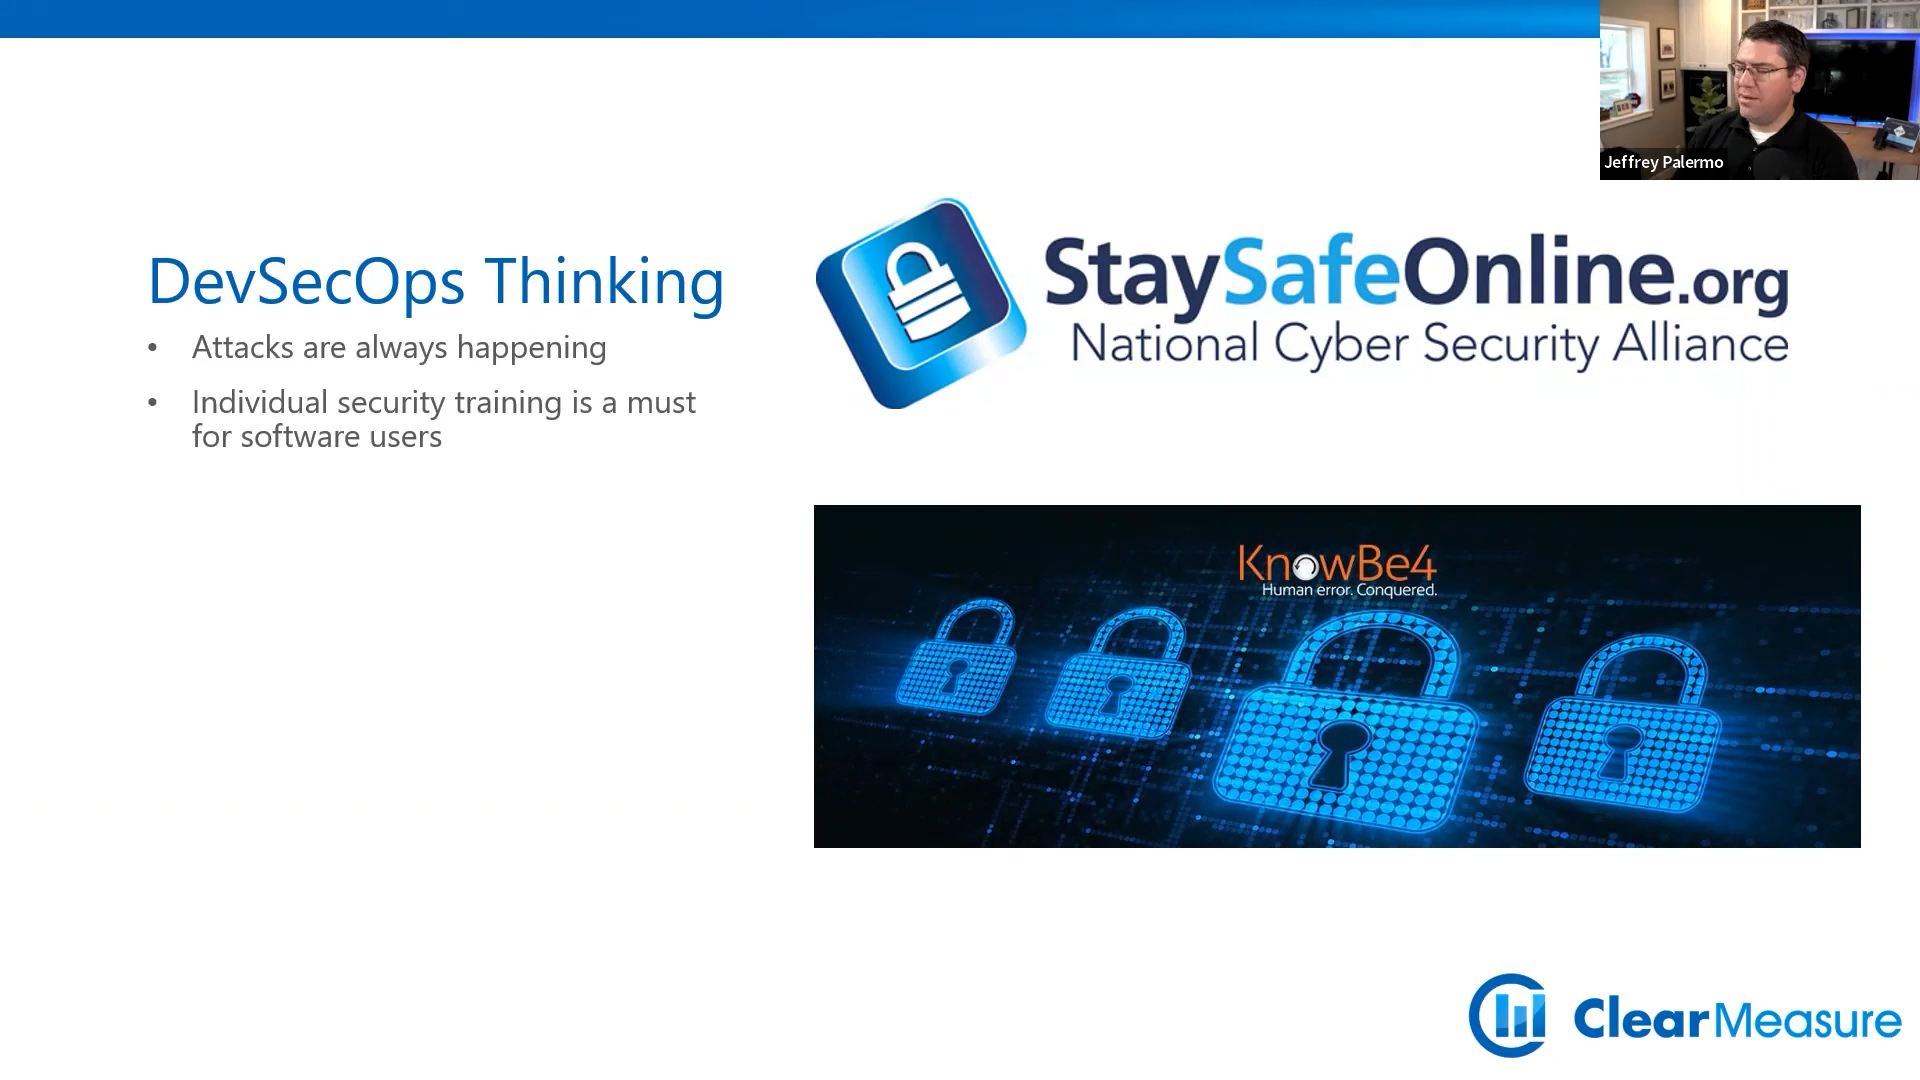 Jeffrey Palermo
DevSecOps Thinking
• Attacks are always happening
• Individual security training is a must
for software users
StaySafeOnline.org
National Cyber Security Alliance
KnowBe4
Human error. Conquered.
ClearMeasure